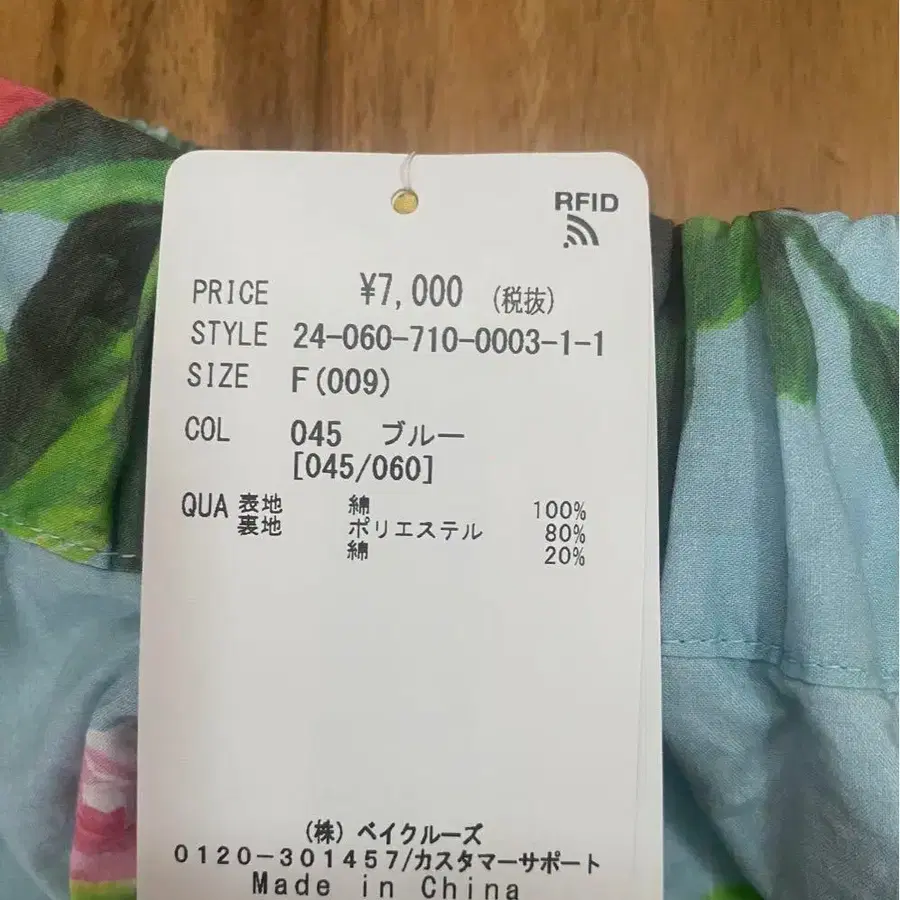 RFID
PRICE ¥7,000 (税抜)
STYLE 24-060-710-0003-1-1
SIZE F(009)
COL 045 ブルー
[045/060]
QUA 表地 綿 100%
裏地 ポリエステル 80%
綿 20%
(株) ベイクルーズ
0120-301457/カスタマーサポート
Made in China